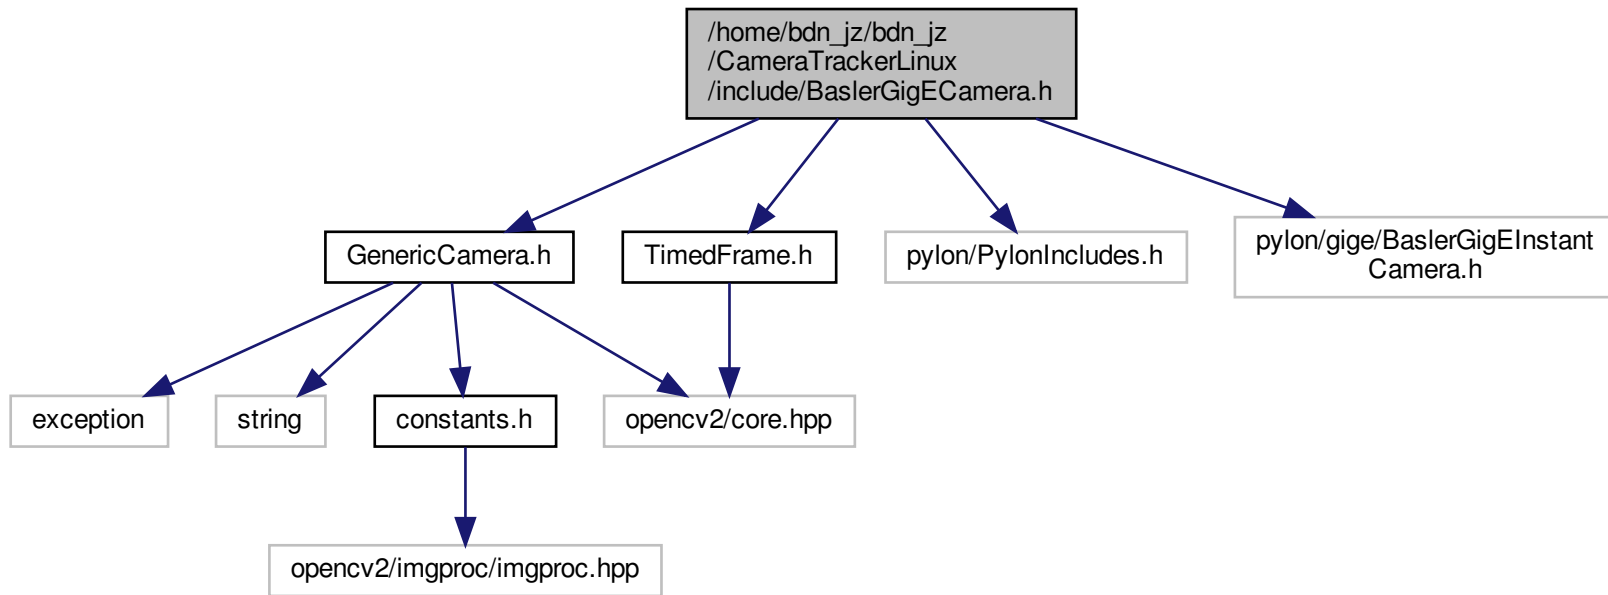 /home/bdn_jz/bdn_jz
/CameraTrackerLinux
/include/BaslerGigECamera.h
GenericCamera.h
TimedFrame.h
pylon/PylonIncludes.h
pylon/gige/BaslerGigEInstant
Camera.h
exception
string
constants.h
opencv2/core.hpp
opencv2/imgproc/imgproc.hpp